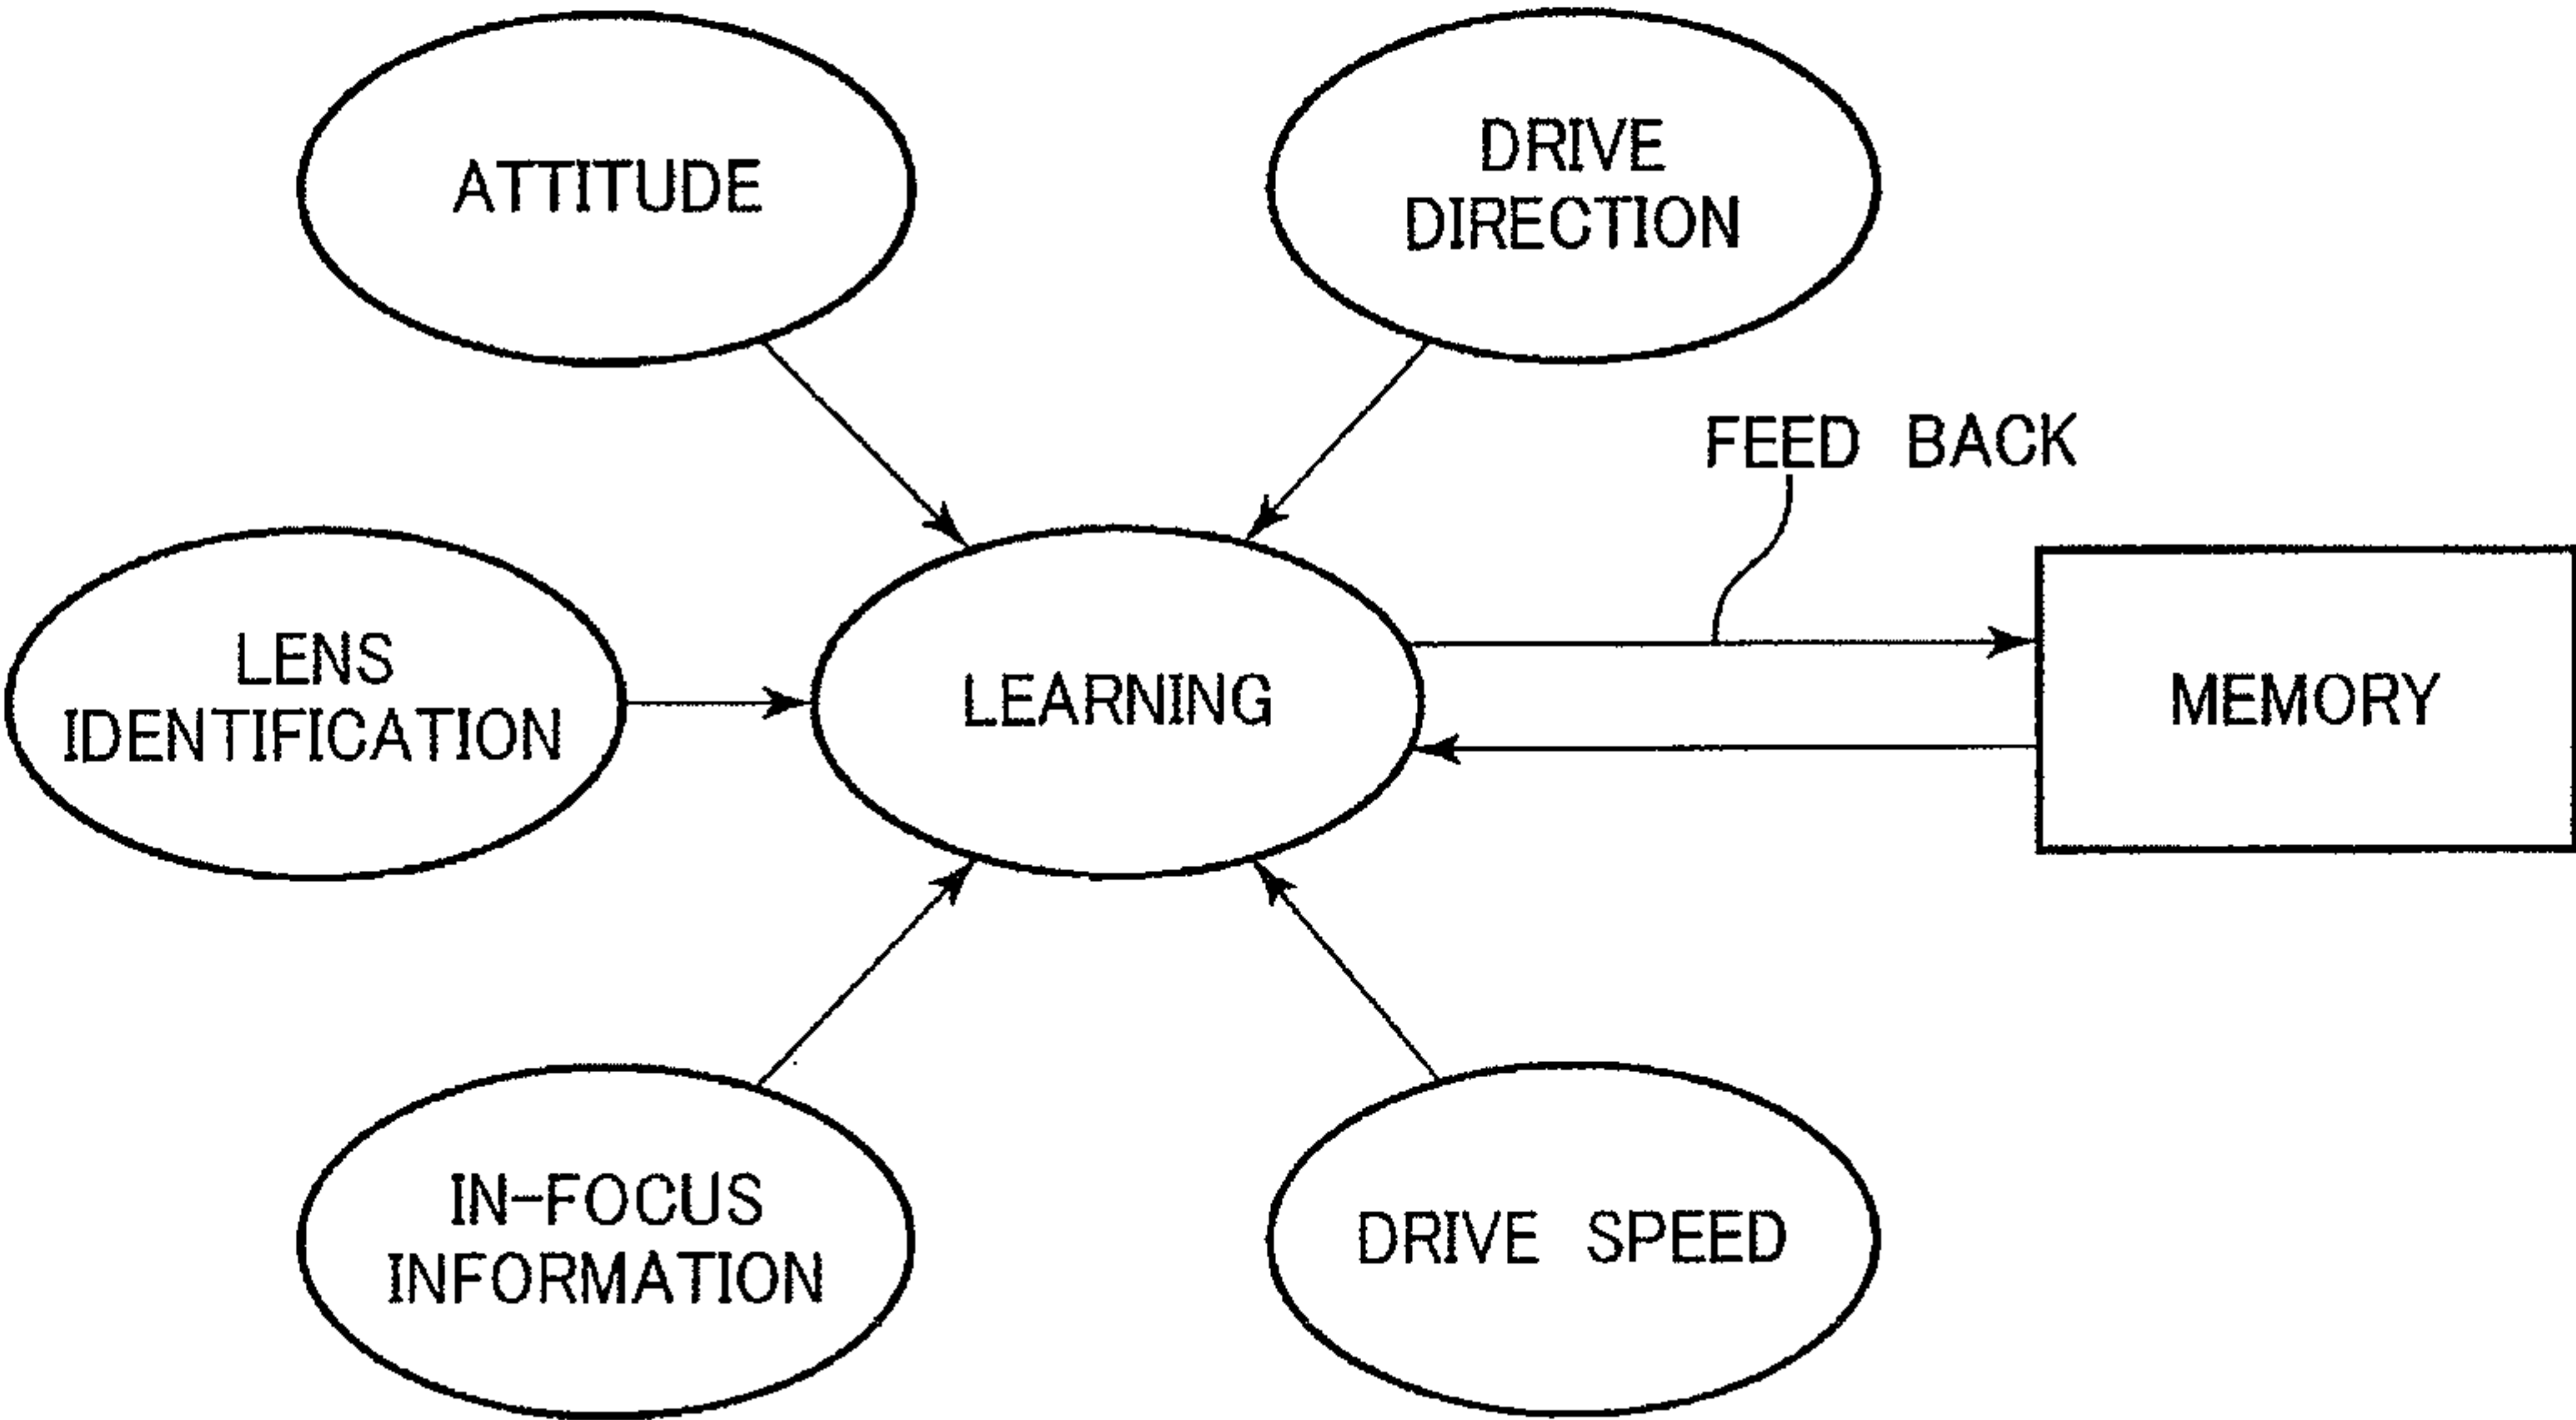 ATTITUDE
DRIVE
DIRECTION
FEED BACK
LENS
IDENTIFICATION
LEARNING
MEMORY
IN-FOCUS
INFORMATION
DRIVE SPEED